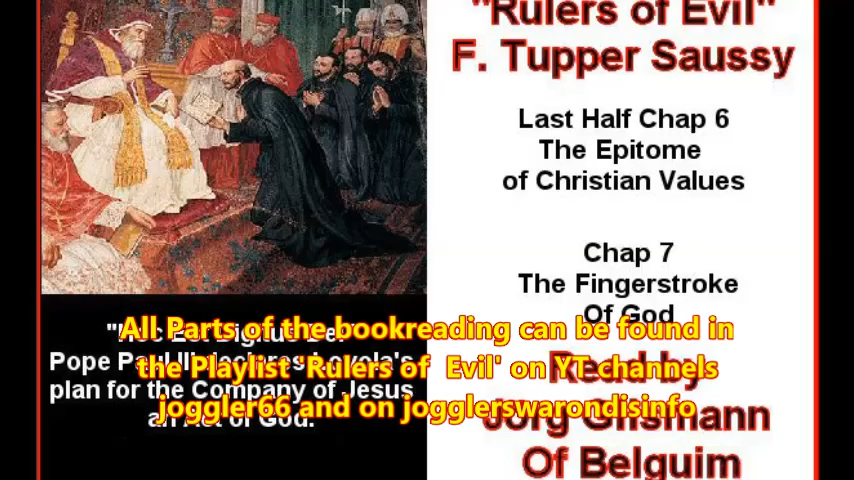 "Rulers of Evil"
F. Tupper Saussy
Last Half Chap 6
The Epitome
of Christian Values
Chap 7
The Fingerstroke
Of God
All Parts of the bookreading can be found in
the Playlist 'Rulers of Evil' on YT channels
joggler66 and on jogglerswarondisinfo
Pope Paul III declares Loyola's
plan for the Company of Jesus
an Act of God."
Read by
Jörg
Of Belguim